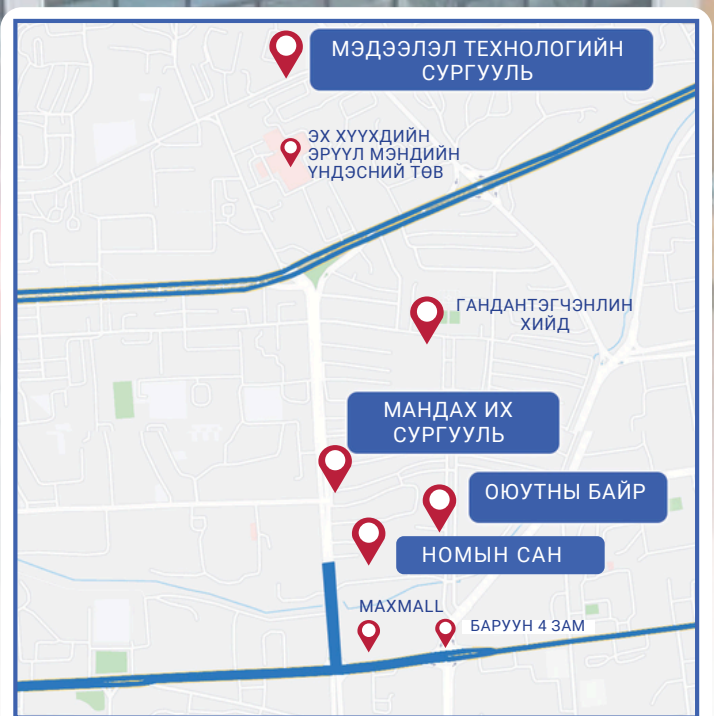 МЭДЭЭЛЭЛ ТЕХНОЛОГИЙН
СУРГУУЛЬ
ЭХ ХҮҮХДИЙН
ЭРҮҮЛ МЭНДИЙН
ҮНДЭСНИЙ ТӨВ
ГАНДАНТЭГЧЭНЛИН
ХИЙД
МАНДАХ ИХ
СУРГУУЛЬ
ОЮУТНЫ БАЙР
НОМЫН САН
MAXMALL
БАРУУН 4 ЗАМ